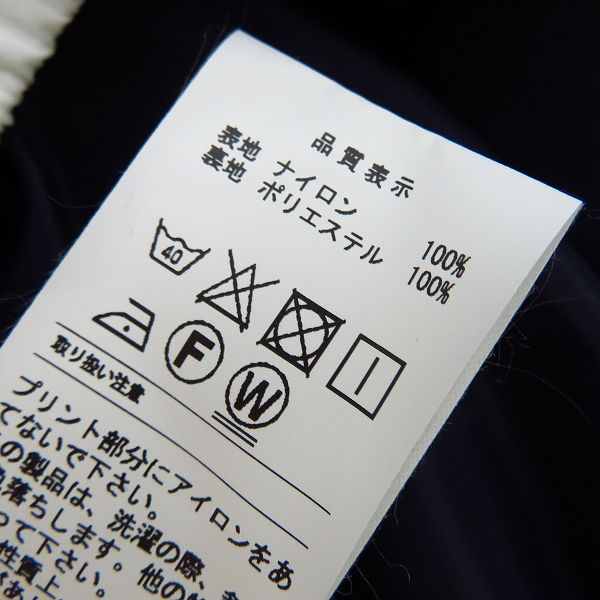 品質表示
表地 ナイロン 100%
裏地 ポリエステル 100%
40
F W
取り扱い注意
プリント部分にアイロンをあ
てないで下さい。
の製品は、洗濯の際、
落ちします。他の
って下さい。
性質上、